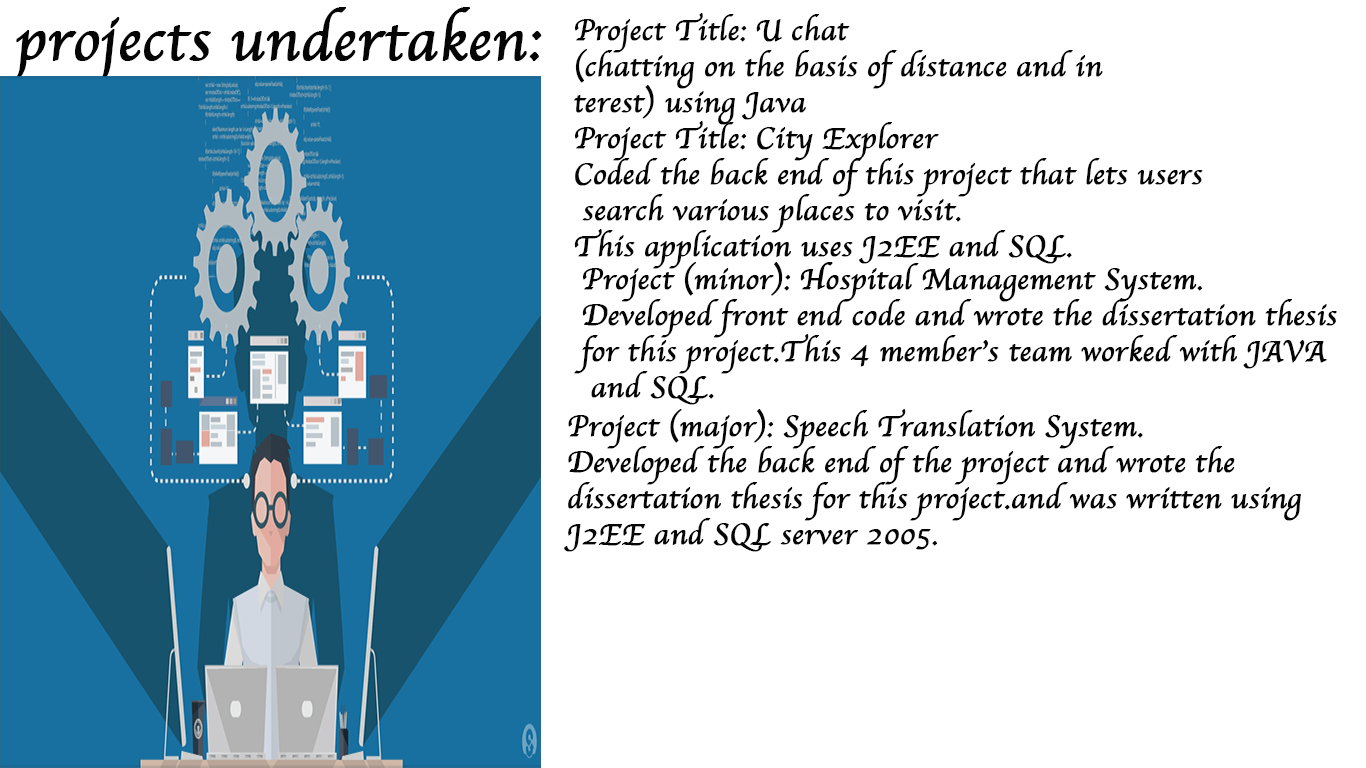 projects undertaken:
Project Title: U chat
(chatting on the basis of distance and in
terest) using Java
Project Title: City Explorer
Coded the back end of this project that lets users
search various places to visit.
This application uses J2EE and SQL.
Project (minor): Hospital Management System.
Developed front end code and wrote the dissertation thesis
for this project.This 4 member's team worked with JAVA
and SQL.
Project (major): Speech Translation System.
Developed the back end of the project and wrote the
dissertation thesis for this project.and was written using
J2EE and SQL server 2005.